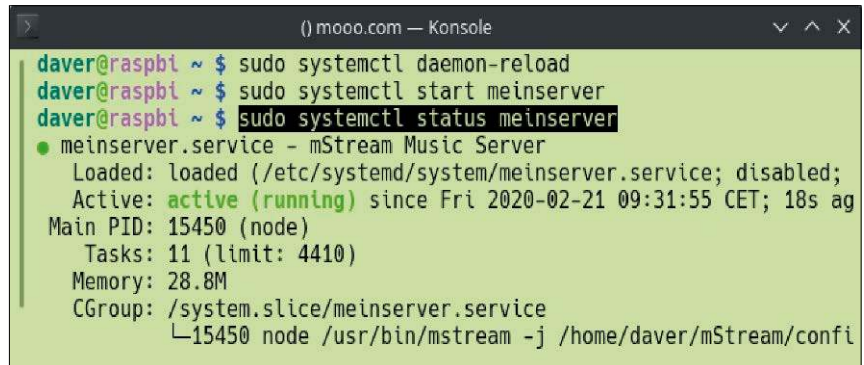 () mooo.com — Konsole
daver@raspbi ~ $ sudo systemctl daemon-reload
daver@raspbi ~ $ sudo systemctl start meinserver
daver@raspbi ~ $ sudo systemctl status meinserver
● meinserver.service - mStream Music Server
Loaded: loaded (/etc/systemd/system/meinserver.service; disabled;
Active: active (running) since Fri 2020-02-21 09:31:55 CET; 18s ag
Main PID: 15450 (node)
Tasks: 11 (limit: 4410)
Memory: 28.8M
CGroup: /system.slice/meinserver.service
└─15450 node /usr/bin/mstream -j /home/daver/mStream/confi